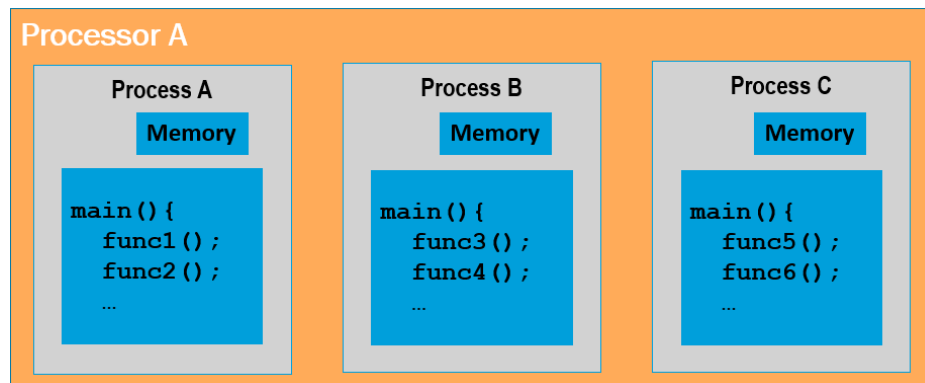 Processor A
Process A
Memory
main(){
func1();
func2();
…
Process B
Memory
main(){
func3();
func4();
…
Process C
Memory
main(){
func5();
func6();
…